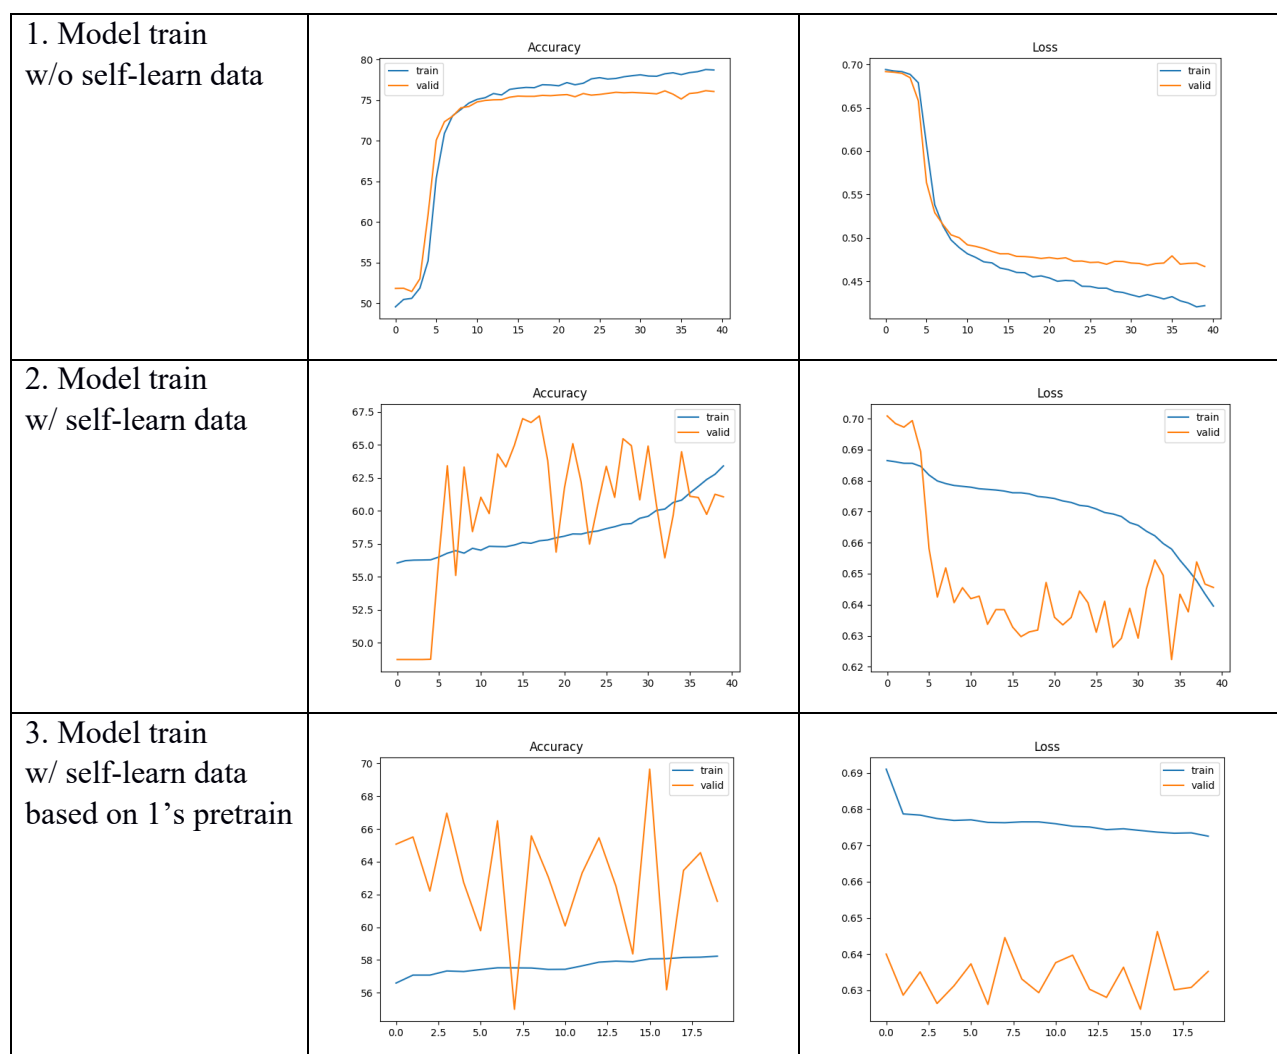 1. Model train
w/o self-learn data
Accuracy
80
75
70
65
60
55
50
train
valid
0 5 10 15 20 25 30 35 40
Loss
0.70
0.65
0.60
0.55
0.50
0.45
train
valid
0 5 10 15 20 25 30 35 40
2. Model train
w/ self-learn data
Accuracy
67.5
65.0
62.5
60.0
57.5
55.0
52.5
50.0
train
valid
0 5 10 15 20 25 30 35 40
Loss
0.70
0.69
0.68
0.67
0.66
0.65
0.64
0.63
0.62
train
valid
0 5 10 15 20 25 30 35 40
3. Model train
w/ self-learn data
based on 1’s pretrain
Accuracy
70
68
66
64
62
60
58
56
train
valid
0.0 2.5 5.0 7.5 10.0 12.5 15.0 17.5
Loss
0.69
0.68
0.67
0.66
0.65
0.64
0.63
train
valid
0.0 2.5 5.0 7.5 10.0 12.5 15.0 17.5